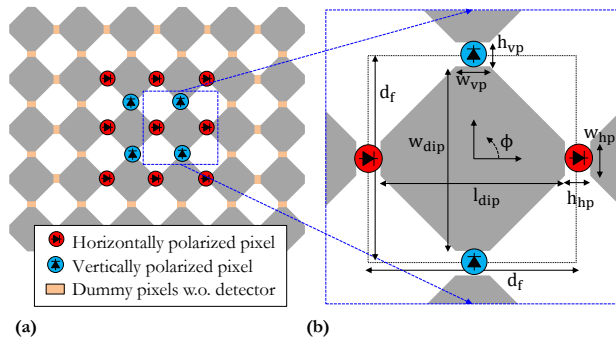 Horizontally polarized pixel
Vertically polarized pixel
Dummy pixels w.o. detector
(a)
h_vp
w_vp
d_f
w_dip
ϕ
w_hp
l_dip
h_hp
d_f
(b)